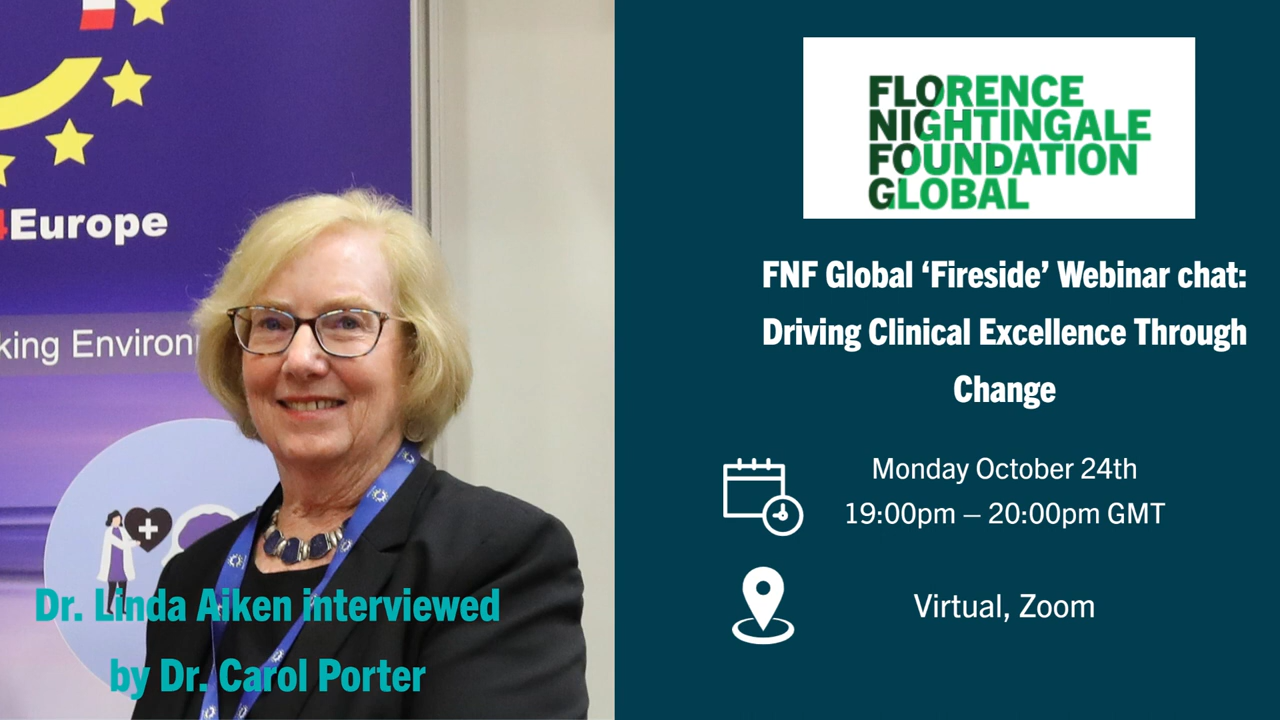 Europe
king Environ
Dr. Linda Aiken interviewed
by Dr. Carol Porter
FLORENCE
NIGHTINGALE
FOUNDATION
GLOBAL
FNF Global ‘Fireside’ Webinar chat:
Driving Clinical Excellence Through
Change
Monday October 24th
19:00pm – 20:00pm GMT
Virtual, Zoom